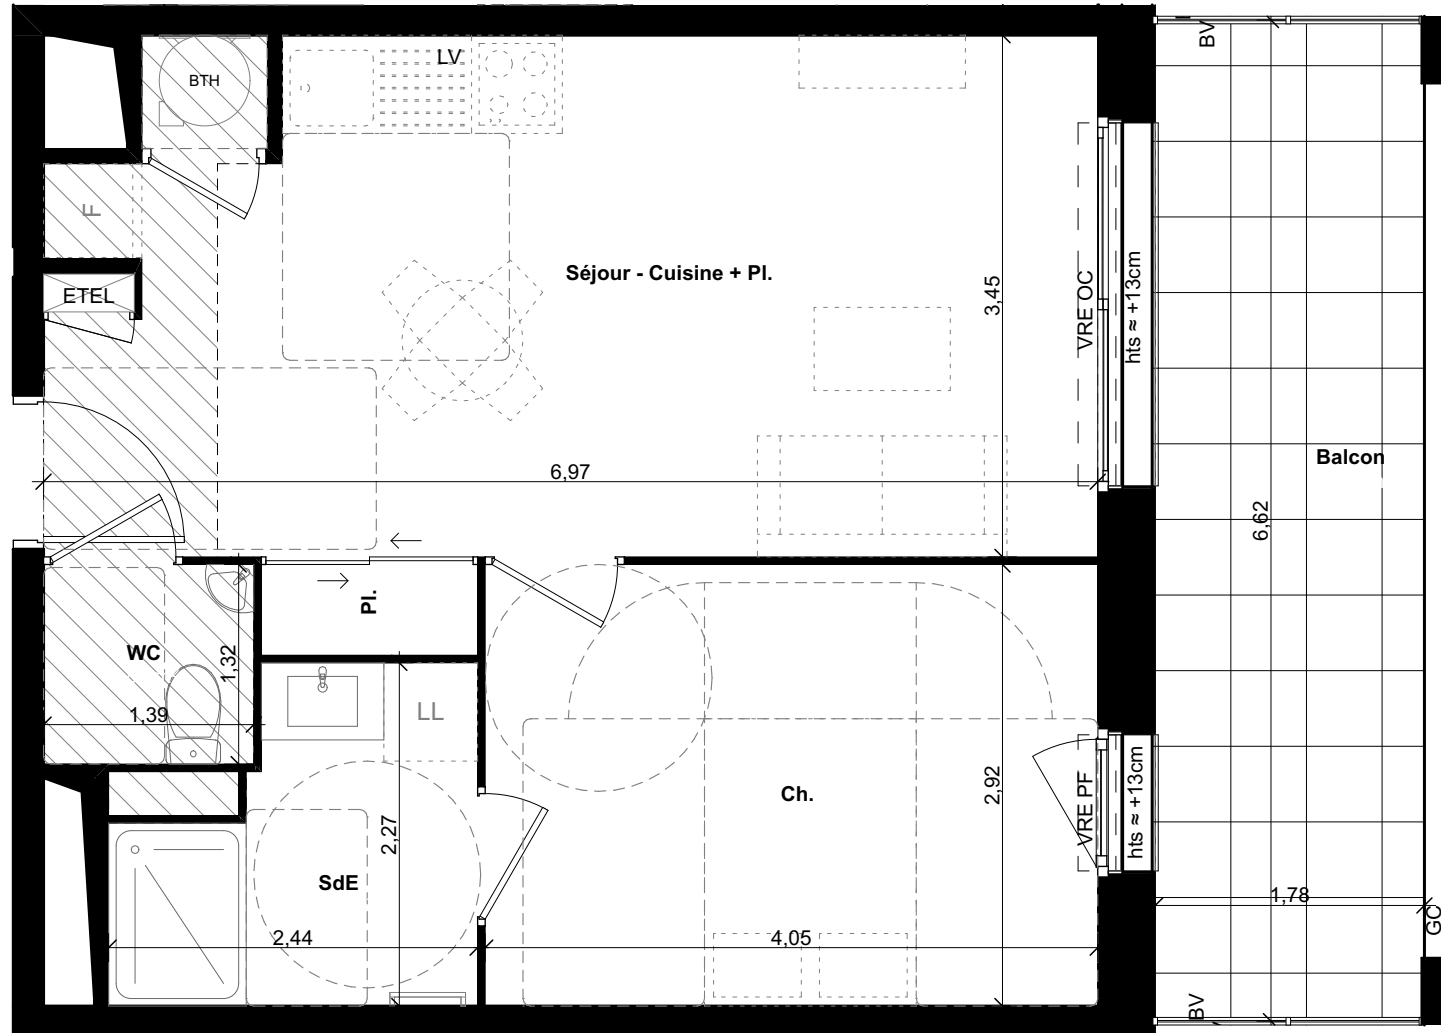 BV
LV
BTH
F
ETEL
Séjour - Cuisine + Pl.
3,45
VRE OC
hts ≈ +13cm
Balcon
6,97
6,62
Pl.
WC
1,32
1,39
LL
Ch.
2,92
VRE PF
hts ≈ +13cm
2,27
SdE
1,78
GC
2,44
4,05
BV